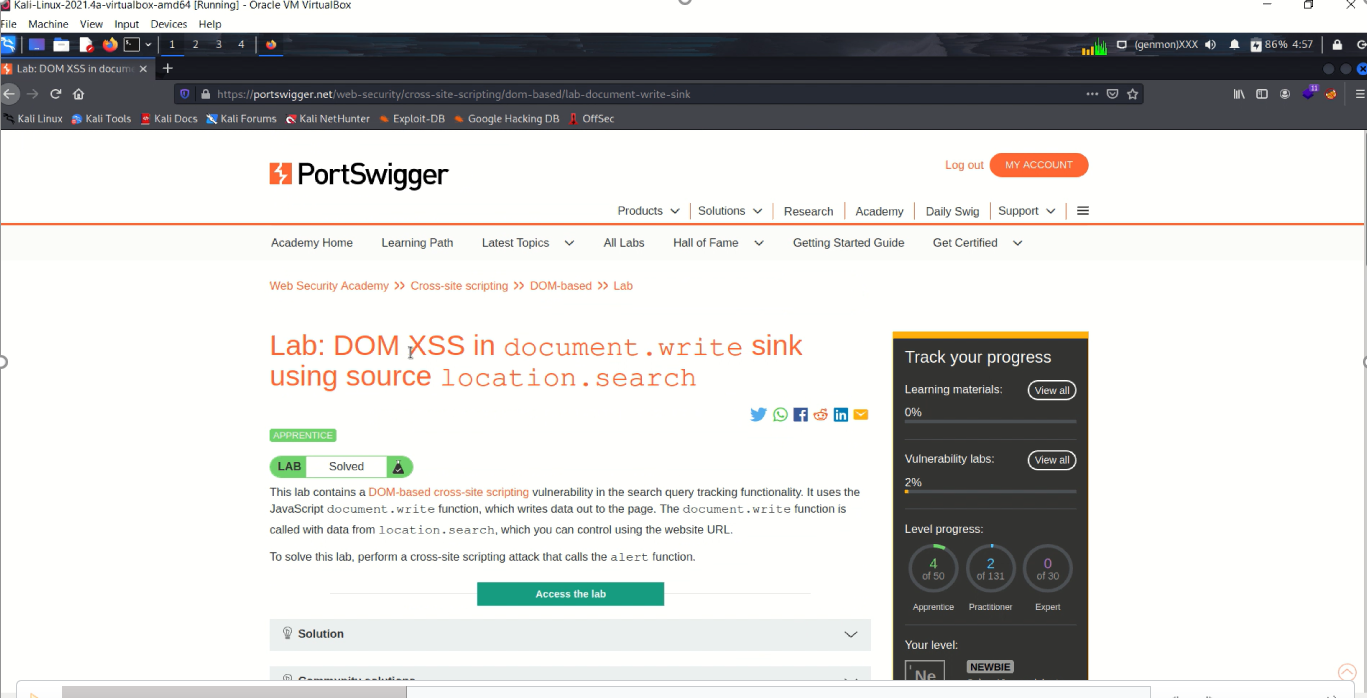 Kali-Linux-2021.4a-virtualbox-amd64 [Running] - Oracle VM VirtualBox
File Machine View Input Devices Help
1 2 3 4 (genmon)XXX 86% 4:57
Lab: DOM XSS in docum
https://portswigger.net/web-security/cross-site-scripting/dom-based/lab-document-write-sink
11
Kali Linux Kali Tools Kali Docs Kali Forums Kali NetHunter Exploit-DB Google Hacking DB OffSec
PortSwigger
Log out MY ACCOUNT
Products Solutions Research Academy Daily Swig Support
Academy Home Learning Path Latest Topics All Labs Hall of Fame Getting Started Guide Get Certified
Web Security Academy >> Cross-site scripting >> DOM-based >> Lab
Lab: DOM XSS in document.write sink
using source location.search
APPRENTICE
LAB Solved
This lab contains a DOM-based cross-site scripting vulnerability in the search query tracking functionality. It uses the
JavaScript document.write function, which writes data out to the page. The document.write function is
called with data from location.search, which you can control using the website URL.
To solve this lab, perform a cross-site scripting attack that calls the alert function.
Access the lab
Solution
Community solutions
Track your progress
Learning materials: View all
0%
Vulnerability labs: View all
2%
Level progress:
4 2 0
of 50 of 131 of 30
Apprentice Practitioner Expert
Your level:
Ne NEWBIE